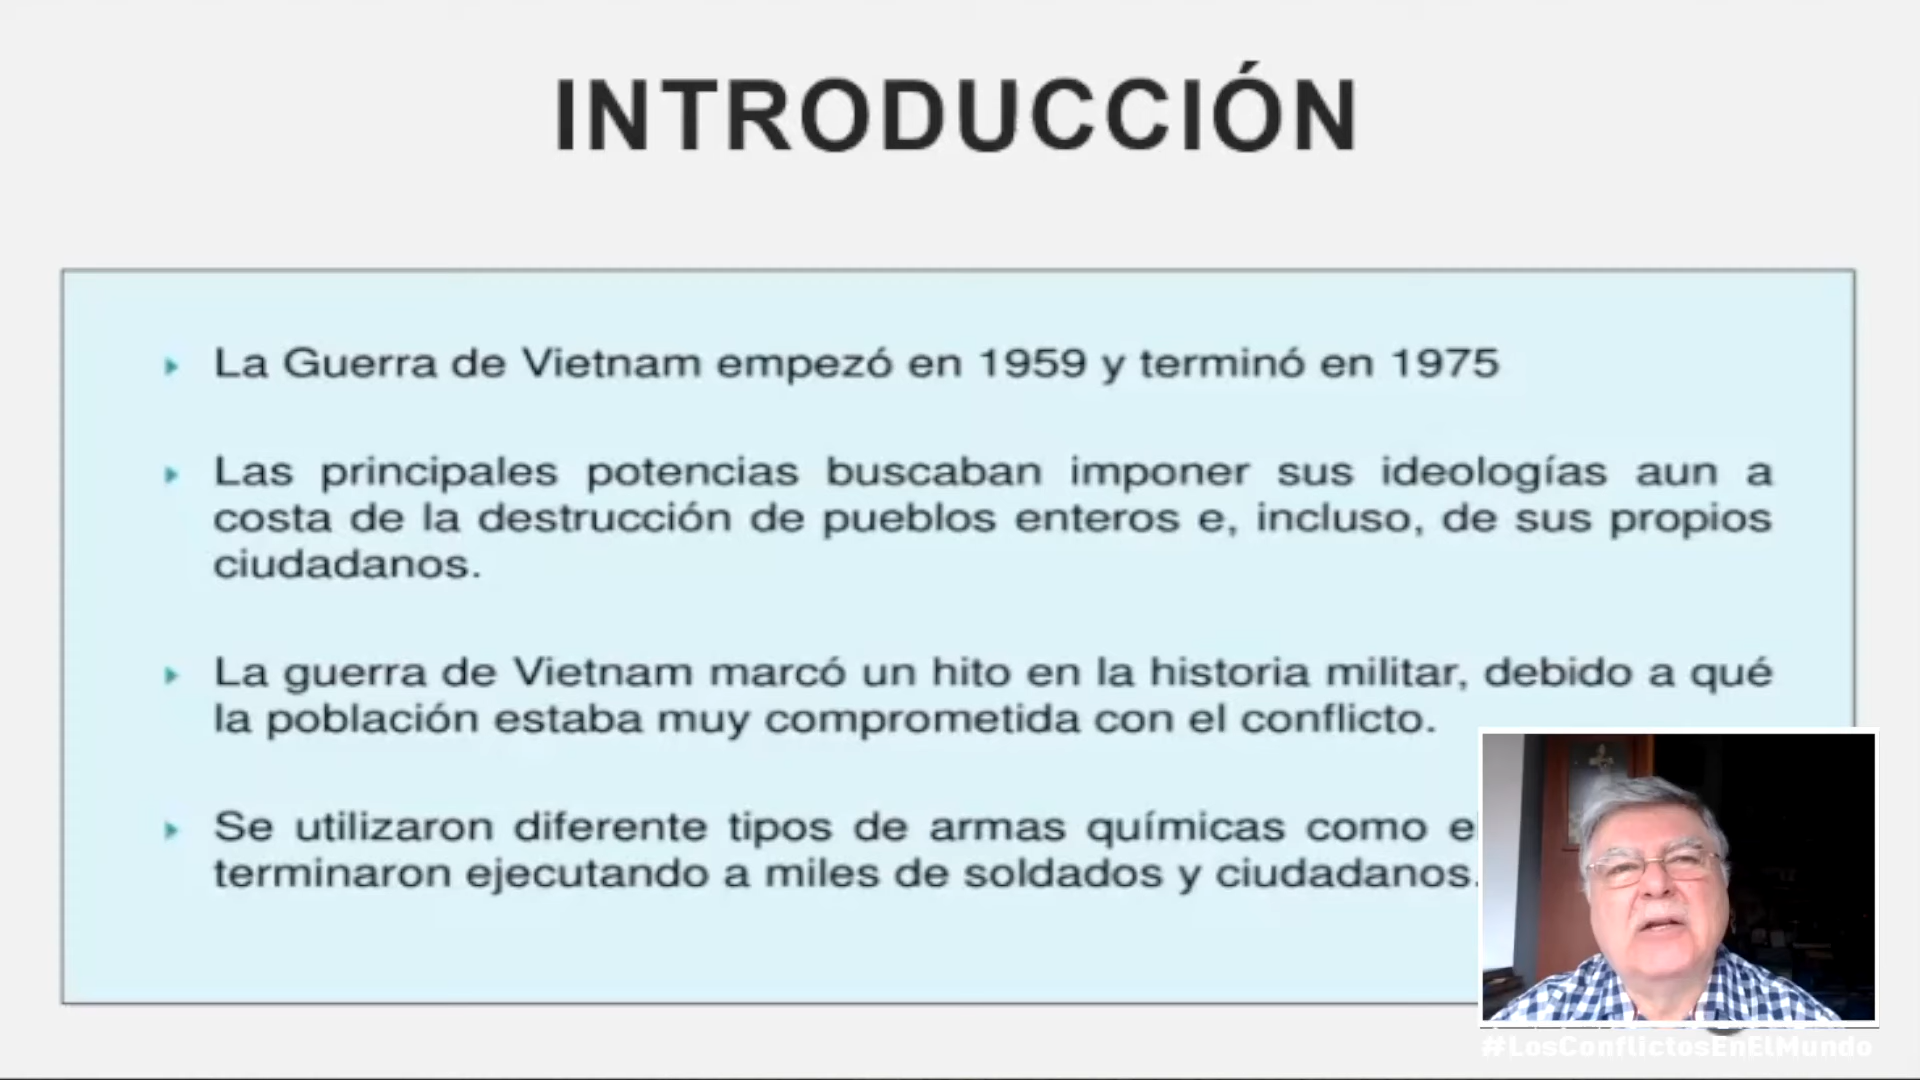 INTRODUCCIÓN
La Guerra de Vietnam empezó en 1959 y terminó en 1975
Las principales potencias buscaban imponer sus ideologías aun a
costa de la destrucción de pueblos enteros e, incluso, de sus propios
ciudadanos.
La guerra de Vietnam marcó un hito en la historia militar, debido a qué
la población estaba muy comprometida con el conflicto.
Se utilizaron diferente tipos de armas químicas como
terminaron ejecutando a miles de soldados y ciudadanos.
#LosConflictosEnElMundo